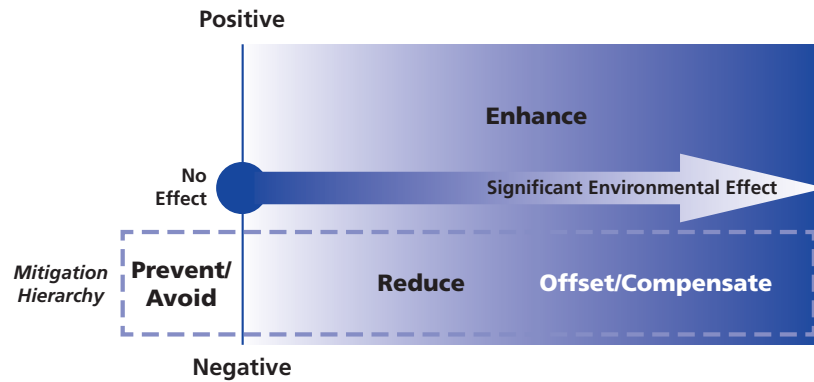 Positive
Enhance
No
Effect
Significant Environmental Effect
Mitigation
Hierarchy
Prevent/
Avoid
Reduce
Offset/Compensate
Negative